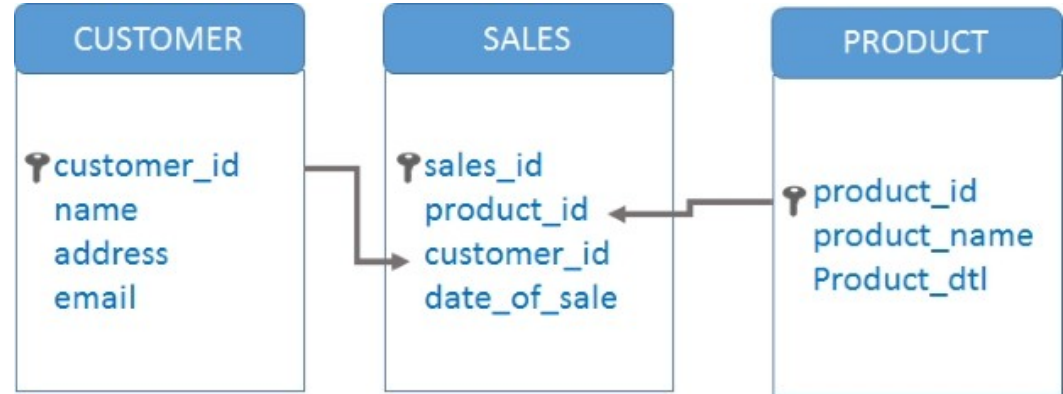 CUSTOMER
customer_id
name
address
email
SALES
sales_id
product_id
customer_id
date_of_sale
PRODUCT
product_id
product_name
Product_dtl